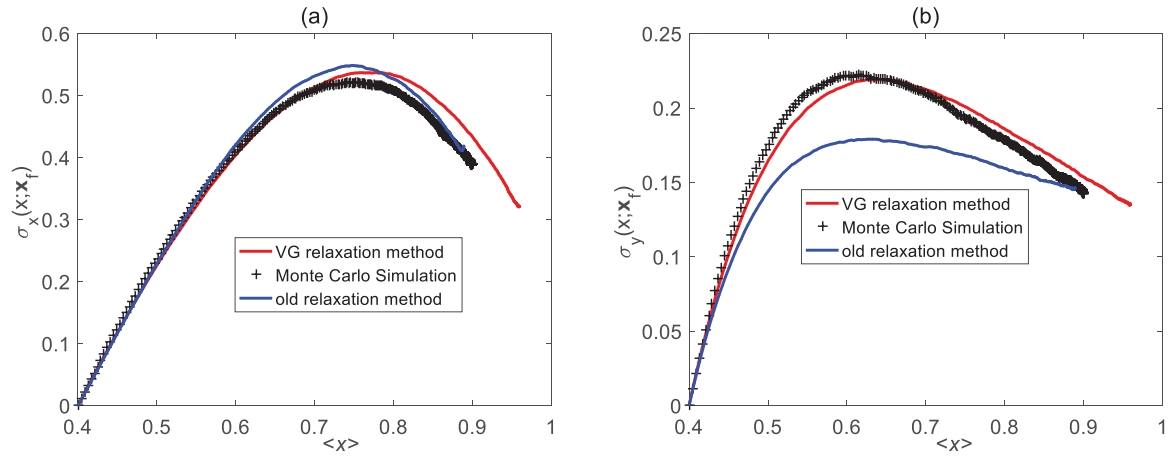 (a)
σx(x;xf)
0.6
0.5
0.4
0.3
0.2
0.1
0
VG relaxation method
Monte Carlo Simulation
old relaxation method
0.4 0.5 0.6 0.7 0.8 0.9 1
<x>
(b)
σy(x;xf)
0.25
0.2
0.15
0.1
0.05
0
VG relaxation method
Monte Carlo Simulation
old relaxation method
0.4 0.5 0.6 0.7 0.8 0.9 1
<x>